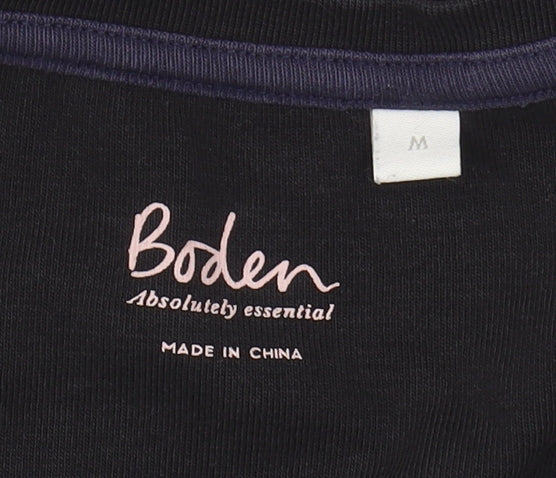 M
Boden
Absolutely essential
MADE IN CHINA